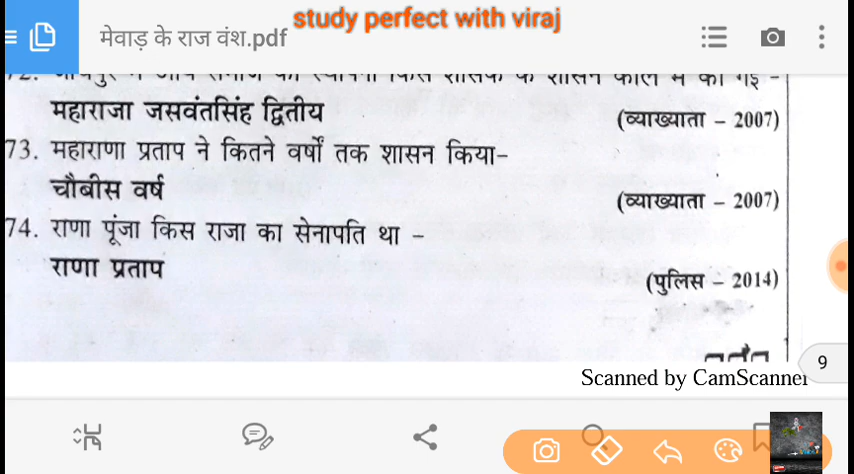 study perfect with viraj
मेवाड़ के राज वंश.pdf
महाराजा जसवंतसिंह द्वितीय
(व्याख्याता – 2007)
73. महाराणा प्रताप ने कितने वर्षों तक शासन किया–
चौबीस वर्ष
(व्याख्याता – 2007)
74. राणा पूंजा किस राजा का सेनापति था –
राणा प्रताप
(पुलिस – 2014)
9
Scanned by CamScanner